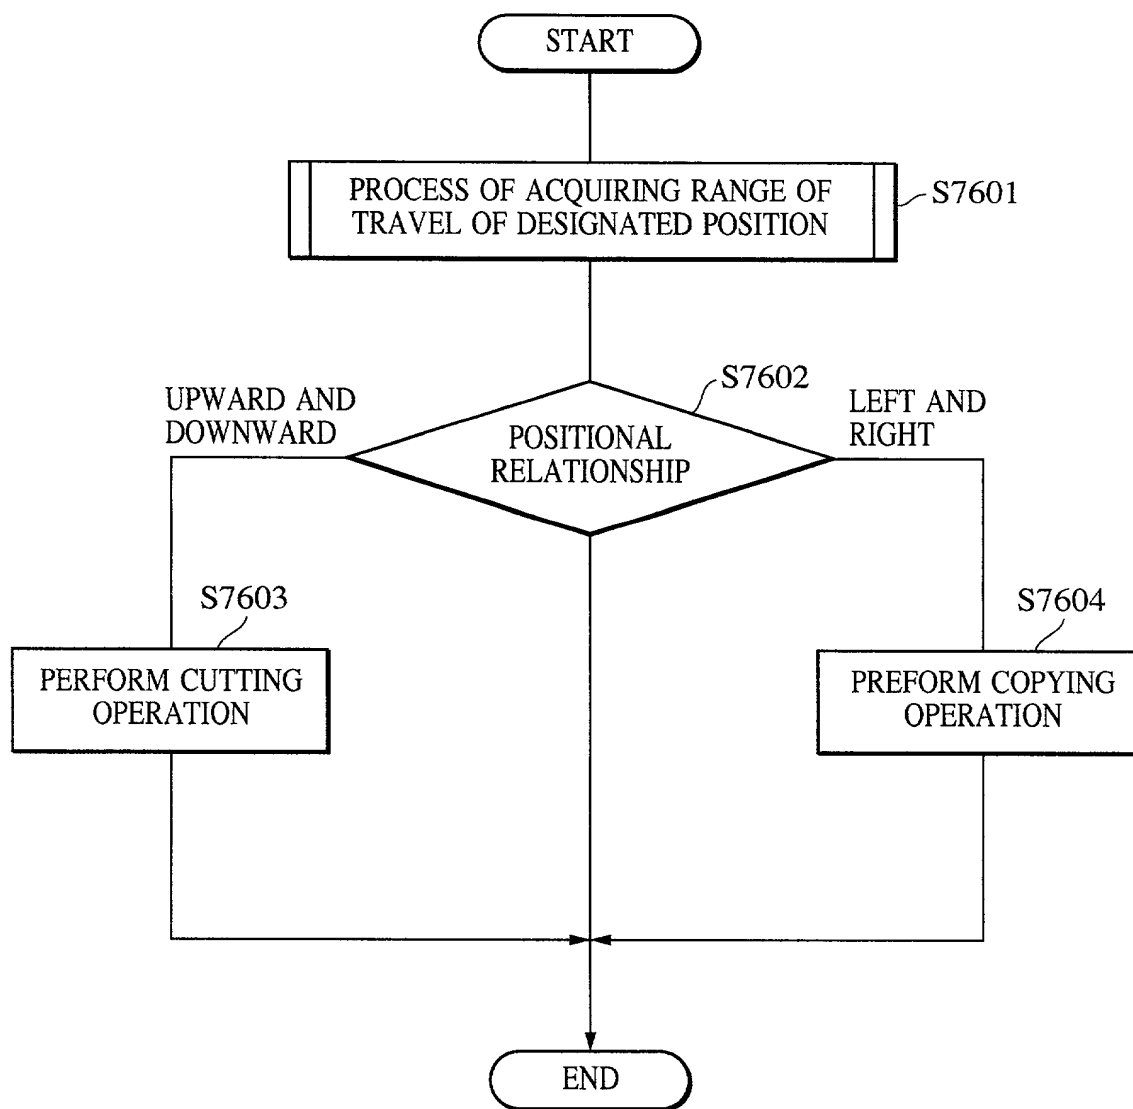 START
PROCESS OF ACQUIRING RANGE OF
TRAVEL OF DESIGNATED POSITION
S7601
S7602
UPWARD AND
DOWNWARD
POSITIONAL
RELATIONSHIP
LEFT AND
RIGHT
S7603
PERFORM CUTTING
OPERATION
S7604
PREFORM COPYING
OPERATION
END